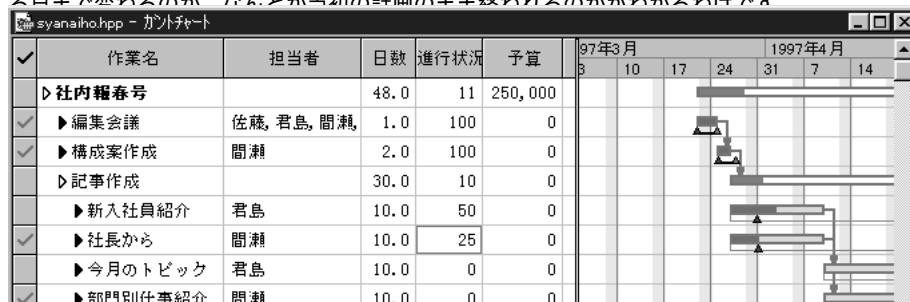 syanaiho.hpp - ガントチャート
作業名 担当者 日数 進行状況 予算 97年3月 1997年4月
3 10 17 24 31 7 14
▷社内報春号 48.0 11 250,000
▶編集会議 佐藤, 君島, 間瀬, 1.0 100 0
▶構成案作成 間瀬 2.0 100 0
▷記事作成 30.0 10 0
▶新入社員紹介 君島 10.0 50 0
▶社長から 間瀬 10.0 25 0
▶今月のトピック 君島 10.0 0 0
▶部門別仕事紹介 間瀬 10.0 0 0